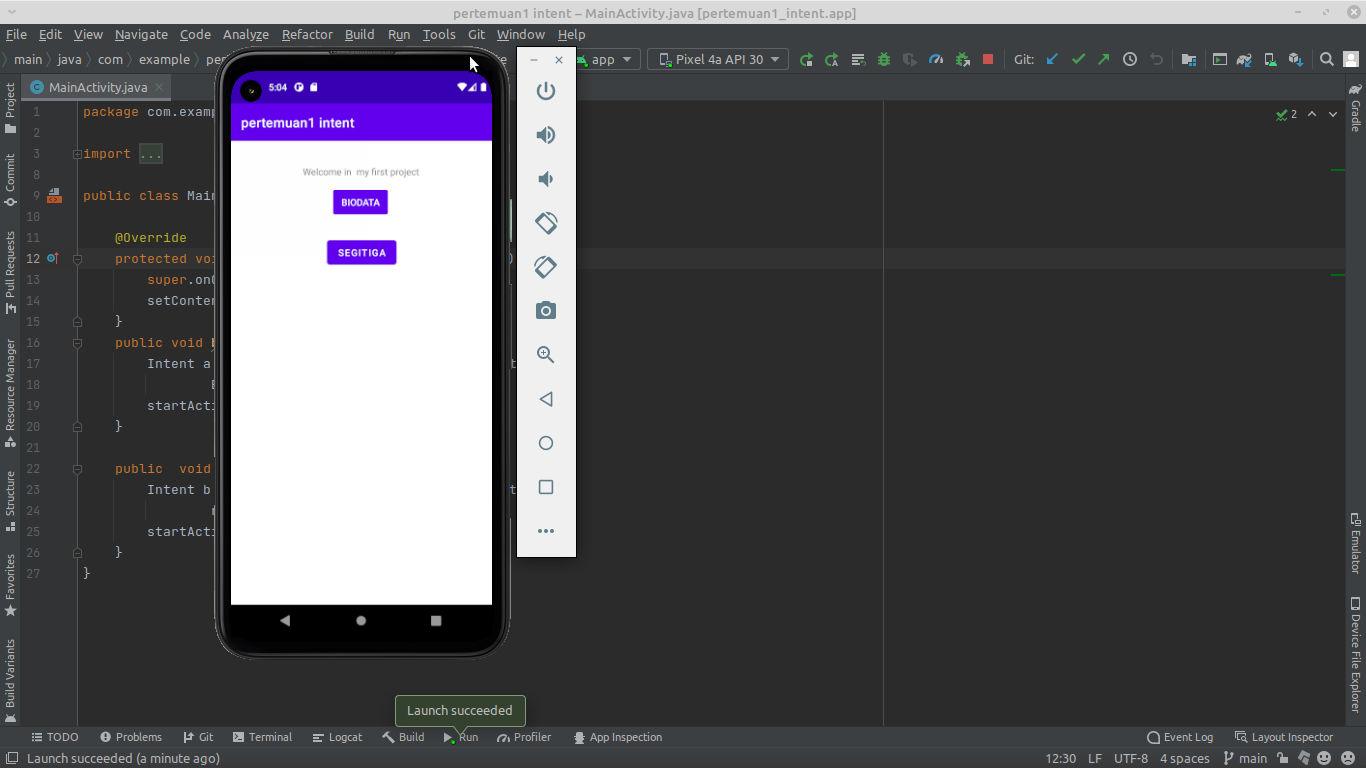 pertemuan1 intent – MainActivity.java [pertemuan1_intent.app]
File Edit View Navigate Code Analyze Refactor Build Run Tools Git Window Help
main java com example app Pixel 4a API 30 Git:
MainActivity.java
1 package com.examp
2
3 import ...
8
9 public class Mai
10
11 @Override
12 protected voi )
13 super.on
14 setConte
15 }
16 public void
17 Intent a
18
19 startActi
20 }
21
22 public void
23 Intent b
24
25 startActi
26 }
27 }
2
5:04
pertemuan1 intent
Welcome in my first project
BIODATA
SEGITIGA
Project
Commit
Pull Requests
Resource Manager
Structure
Favorites
Build Variants
Gradle
Emulator
Device File Explorer
Launch succeeded
TODO Problems Git Terminal Logcat Build Run Profiler App Inspection Event Log Layout Inspector
Launch succeeded (a minute ago) 12:30 LF UTF-8 4 spaces main